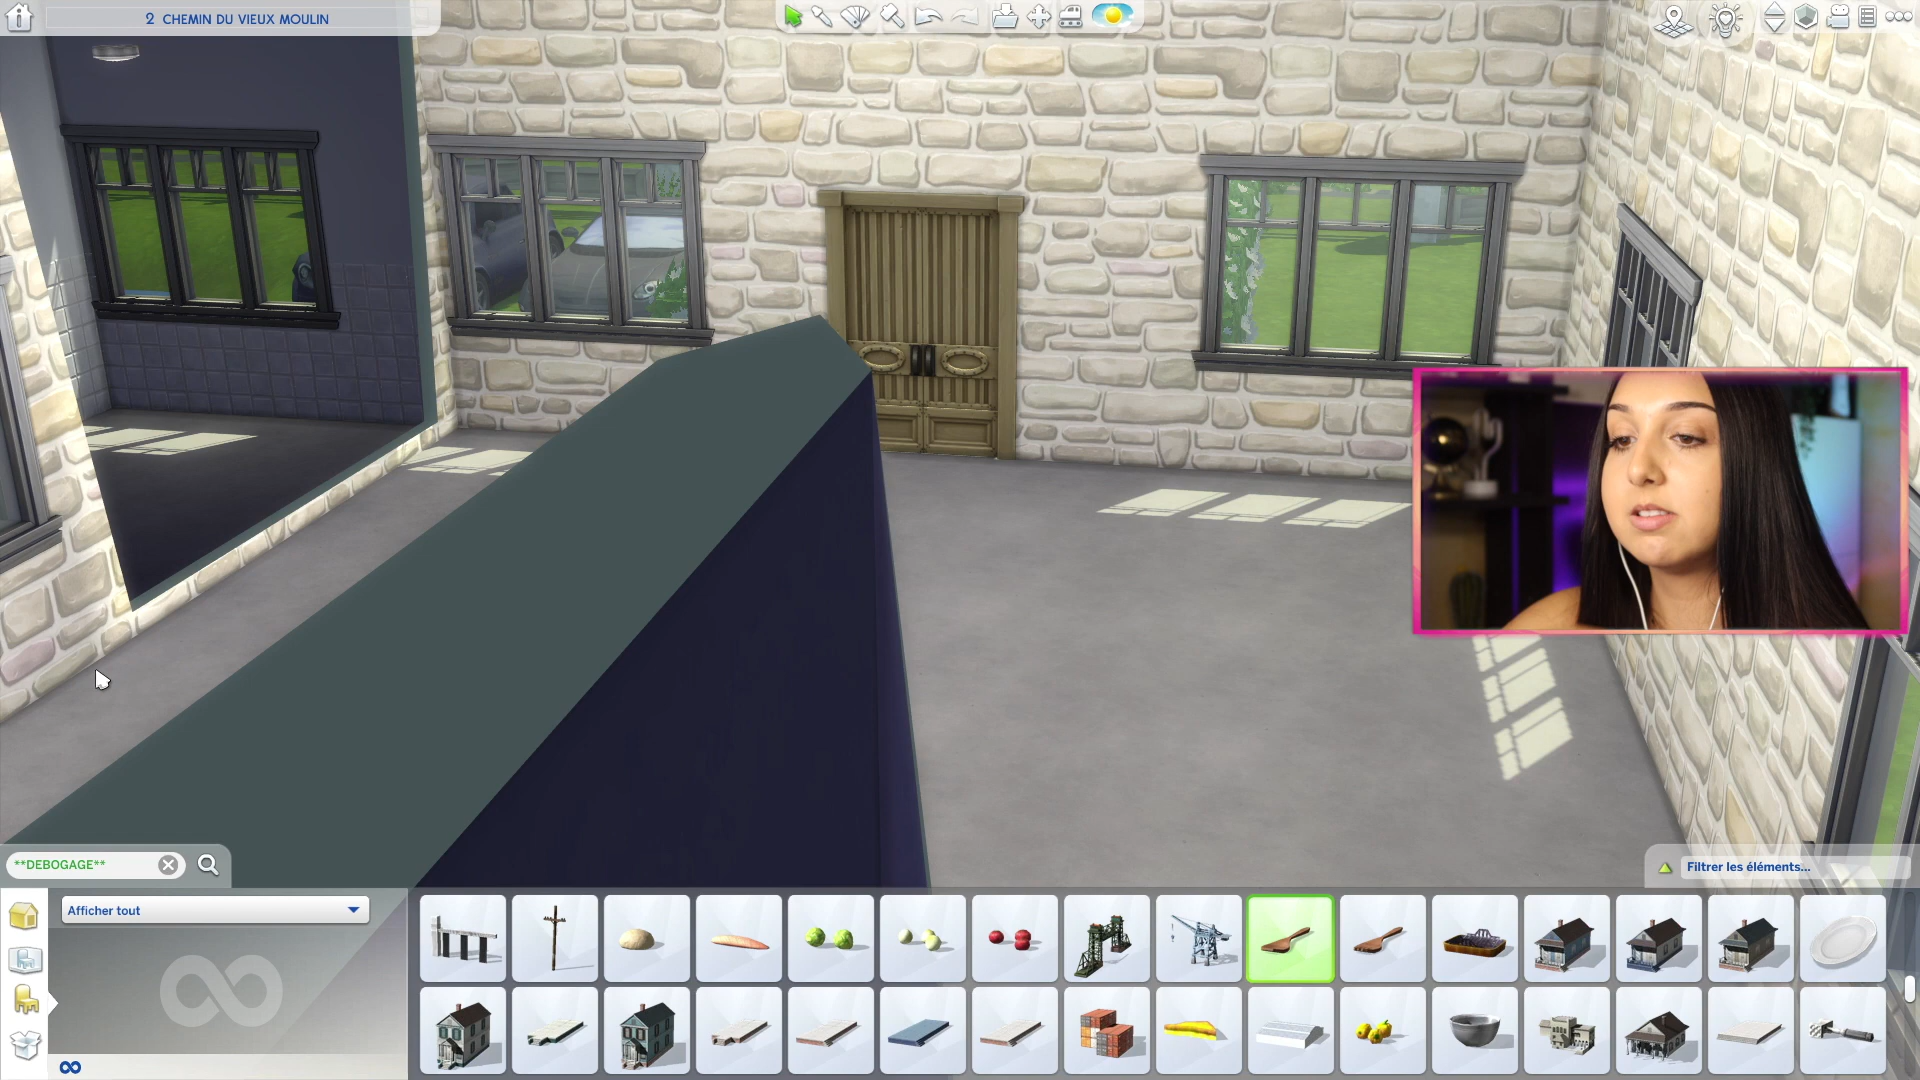 2 CHEMIN DU VIEUX MOULIN
**DEBOGAGE**
Filtrer les éléments...
Afficher tout